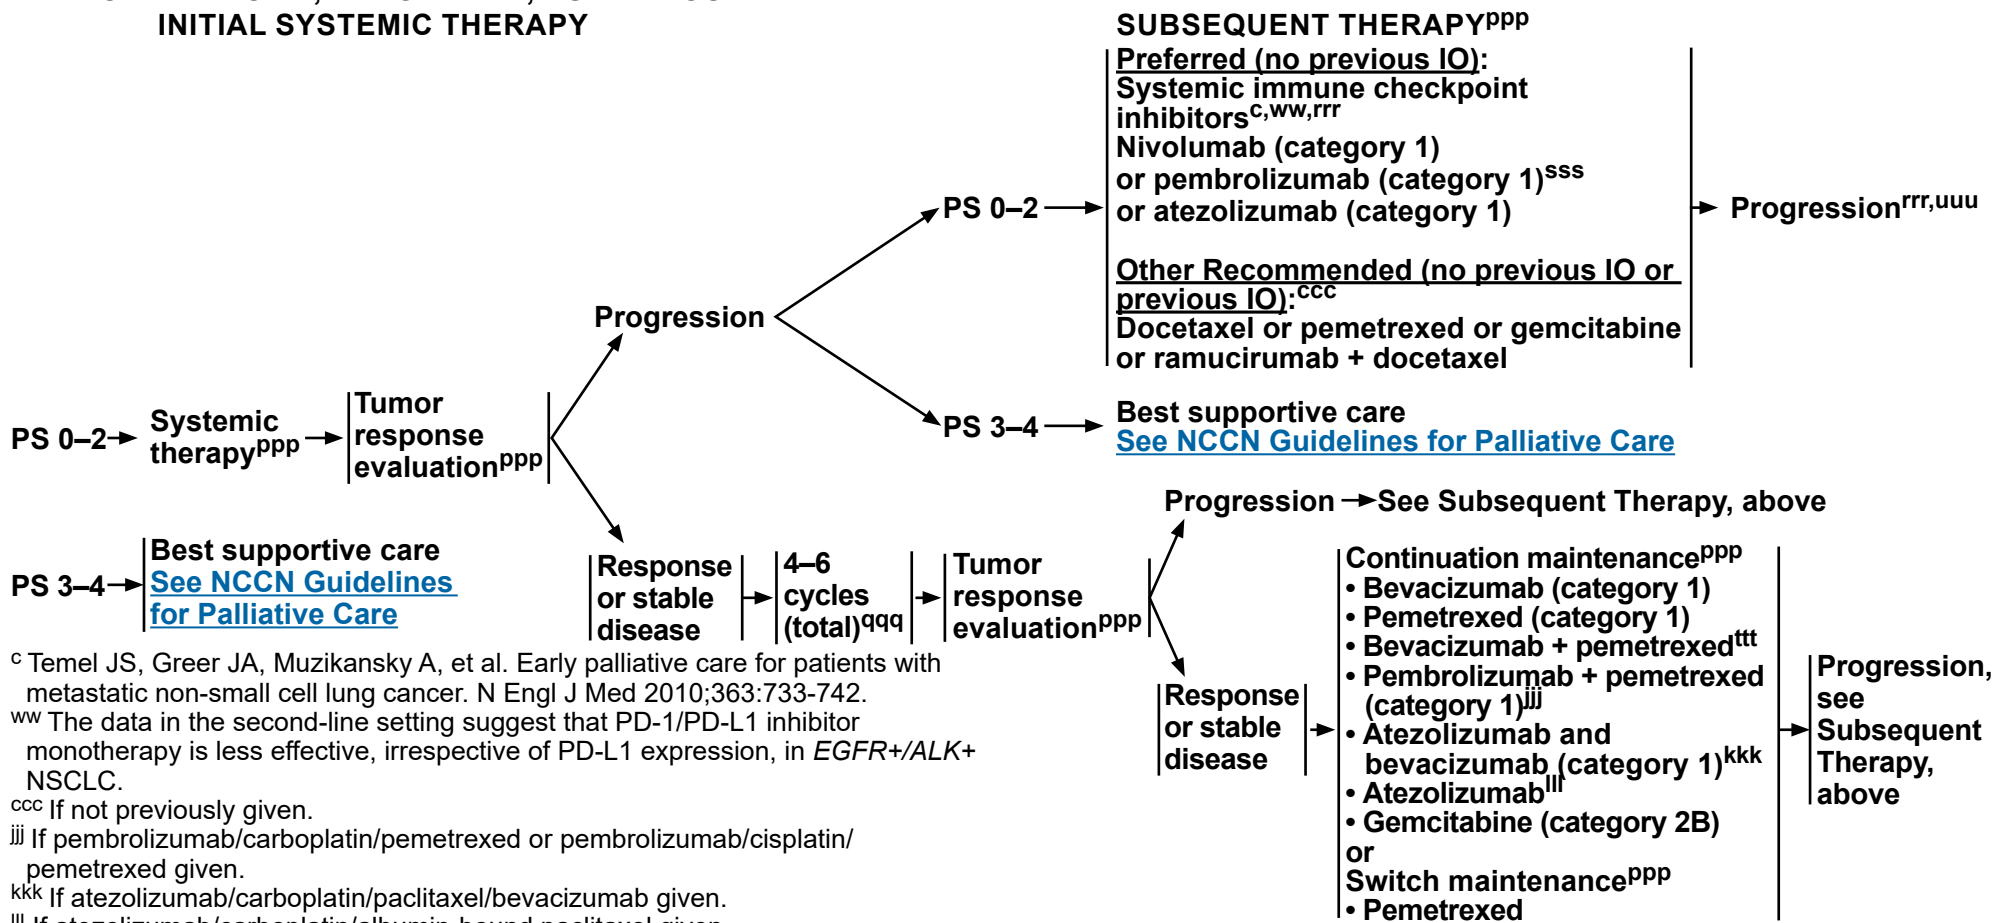 INITIAL SYSTEMIC THERAPY
SUBSEQUENT THERAPYppp
Preferred (no previous IO):
Systemic immune checkpoint
inhibitorsc,ww,rrr
Nivolumab (category 1)
or pembrolizumab (category 1)sss
or atezolizumab (category 1)
Other Recommended (no previous IO or
previous IO):ccc
Docetaxel or pemetrexed or gemcitabine
or ramucirumab + docetaxel
PS 0–2
Progressionrrr,uuu
Progression
PS 3–4
Best supportive care
See NCCN Guidelines for Palliative Care
PS 0–2
Systemic
therapyppp
Tumor
response
evaluationppp
PS 3–4
Best supportive care
See NCCN Guidelines
for Palliative Care
Response
or stable
disease
4–6
cycles
(total)qqq
Tumor
response
evaluationppp
Progression
See Subsequent Therapy, above
Response
or stable
disease
Continuation maintenanceppp
• Bevacizumab (category 1)
• Pemetrexed (category 1)
• Bevacizumab + pemetrexedttt
• Pembrolizumab + pemetrexed
(category 1)jjj
• Atezolizumab and
bevacizumab (category 1)kkk
• Atezolizumablll
• Gemcitabine (category 2B)
or
Switch maintenanceppp
• Pemetrexed
Progression,
see
Subsequent
Therapy,
above
c Temel JS, Greer JA, Muzikansky A, et al. Early palliative care for patients with
metastatic non-small cell lung cancer. N Engl J Med 2010;363:733-742.
ww The data in the second-line setting suggest that PD-1/PD-L1 inhibitor
monotherapy is less effective, irrespective of PD-L1 expression, in EGFR+/ALK+
NSCLC.
ccc If not previously given.
jjj If pembrolizumab/carboplatin/pemetrexed or pembrolizumab/cisplatin/
pemetrexed given.
kkk If atezolizumab/carboplatin/paclitaxel/bevacizumab given.
lll If atezolizumab/carboplatin/albumin-bound paclitaxel given.